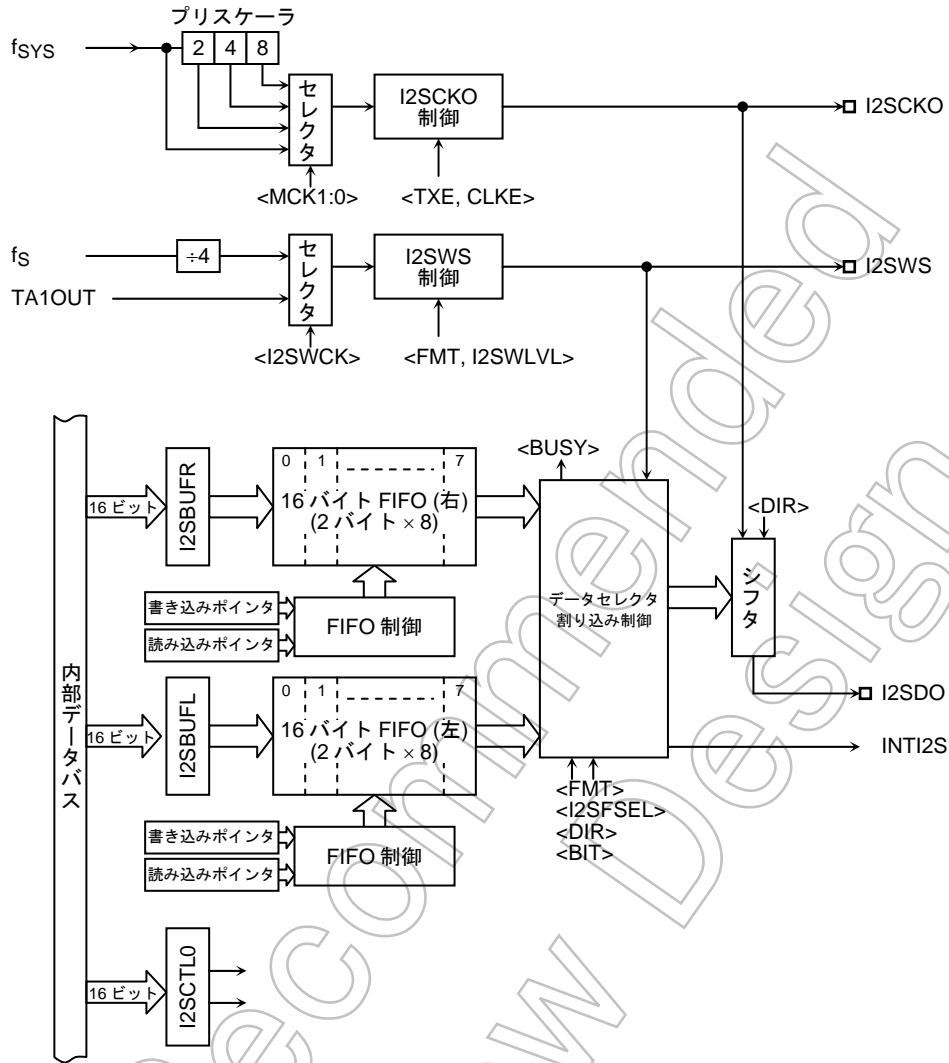 プリスケーラ
fSYS
2 4 8
セレクタ
I2SCKO
制御
I2SCKO
<MCK1:0>
<TXE, CLKE>
fS
÷4
セレクタ
I2SWS
制御
I2SWS
TA1OUT
<I2SWCK>
<FMT, I2SWLVL>
内部データバス
16 ビット
I2SBUFR
0 1 7
16 バイト FIFO (右)
(2 バイト × 8)
書き込みポインタ
読み込みポインタ
FIFO 制御
<BUSY>
データセレクタ
割り込み制御
<DIR>
シフタ
I2SDO
INTI2S
16 ビット
I2SBUFL
0 1 7
16 バイト FIFO (左)
(2 バイト × 8)
書き込みポインタ
読み込みポインタ
FIFO 制御
<FMT>
<I2SFSEL>
<DIR>
<BIT>
16 ビット
I2SCTL0
ecommended
w Design